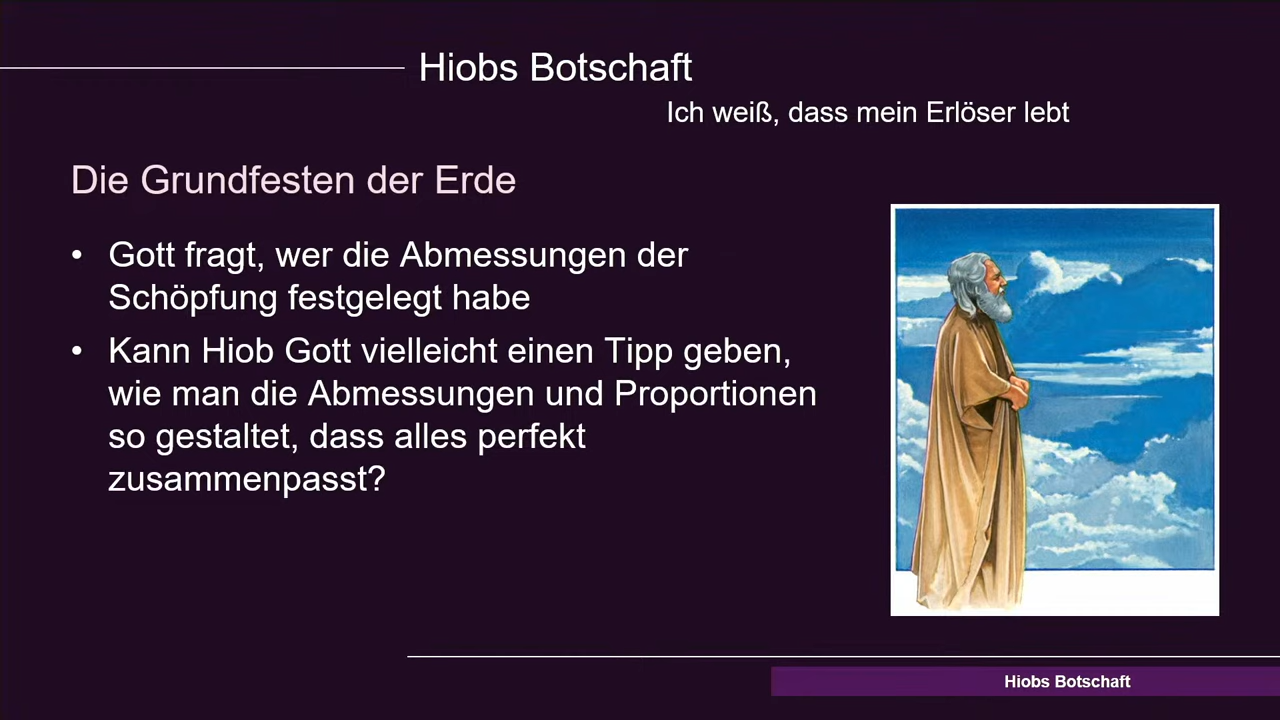 Hiobs Botschaft
Ich weiß, dass mein Erlöser lebt
Die Grundfesten der Erde
• Gott fragt, wer die Abmessungen der
Schöpfung festgelegt habe
• Kann Hiob Gott vielleicht einen Tipp geben,
wie man die Abmessungen und Proportionen
so gestaltet, dass alles perfekt
zusammenpasst?
Hiobs Botschaft